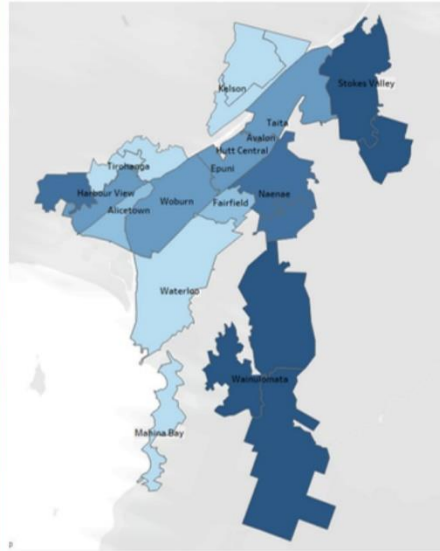 Kelson
Stokes Valley
Taita
Avalon
Hutt Central
Tirohanga
Epuni
Harbour View
Naenae
Woburn
Fairfield
Alicetown
Waterloo
Wainuiomata
Mahina Bay
P